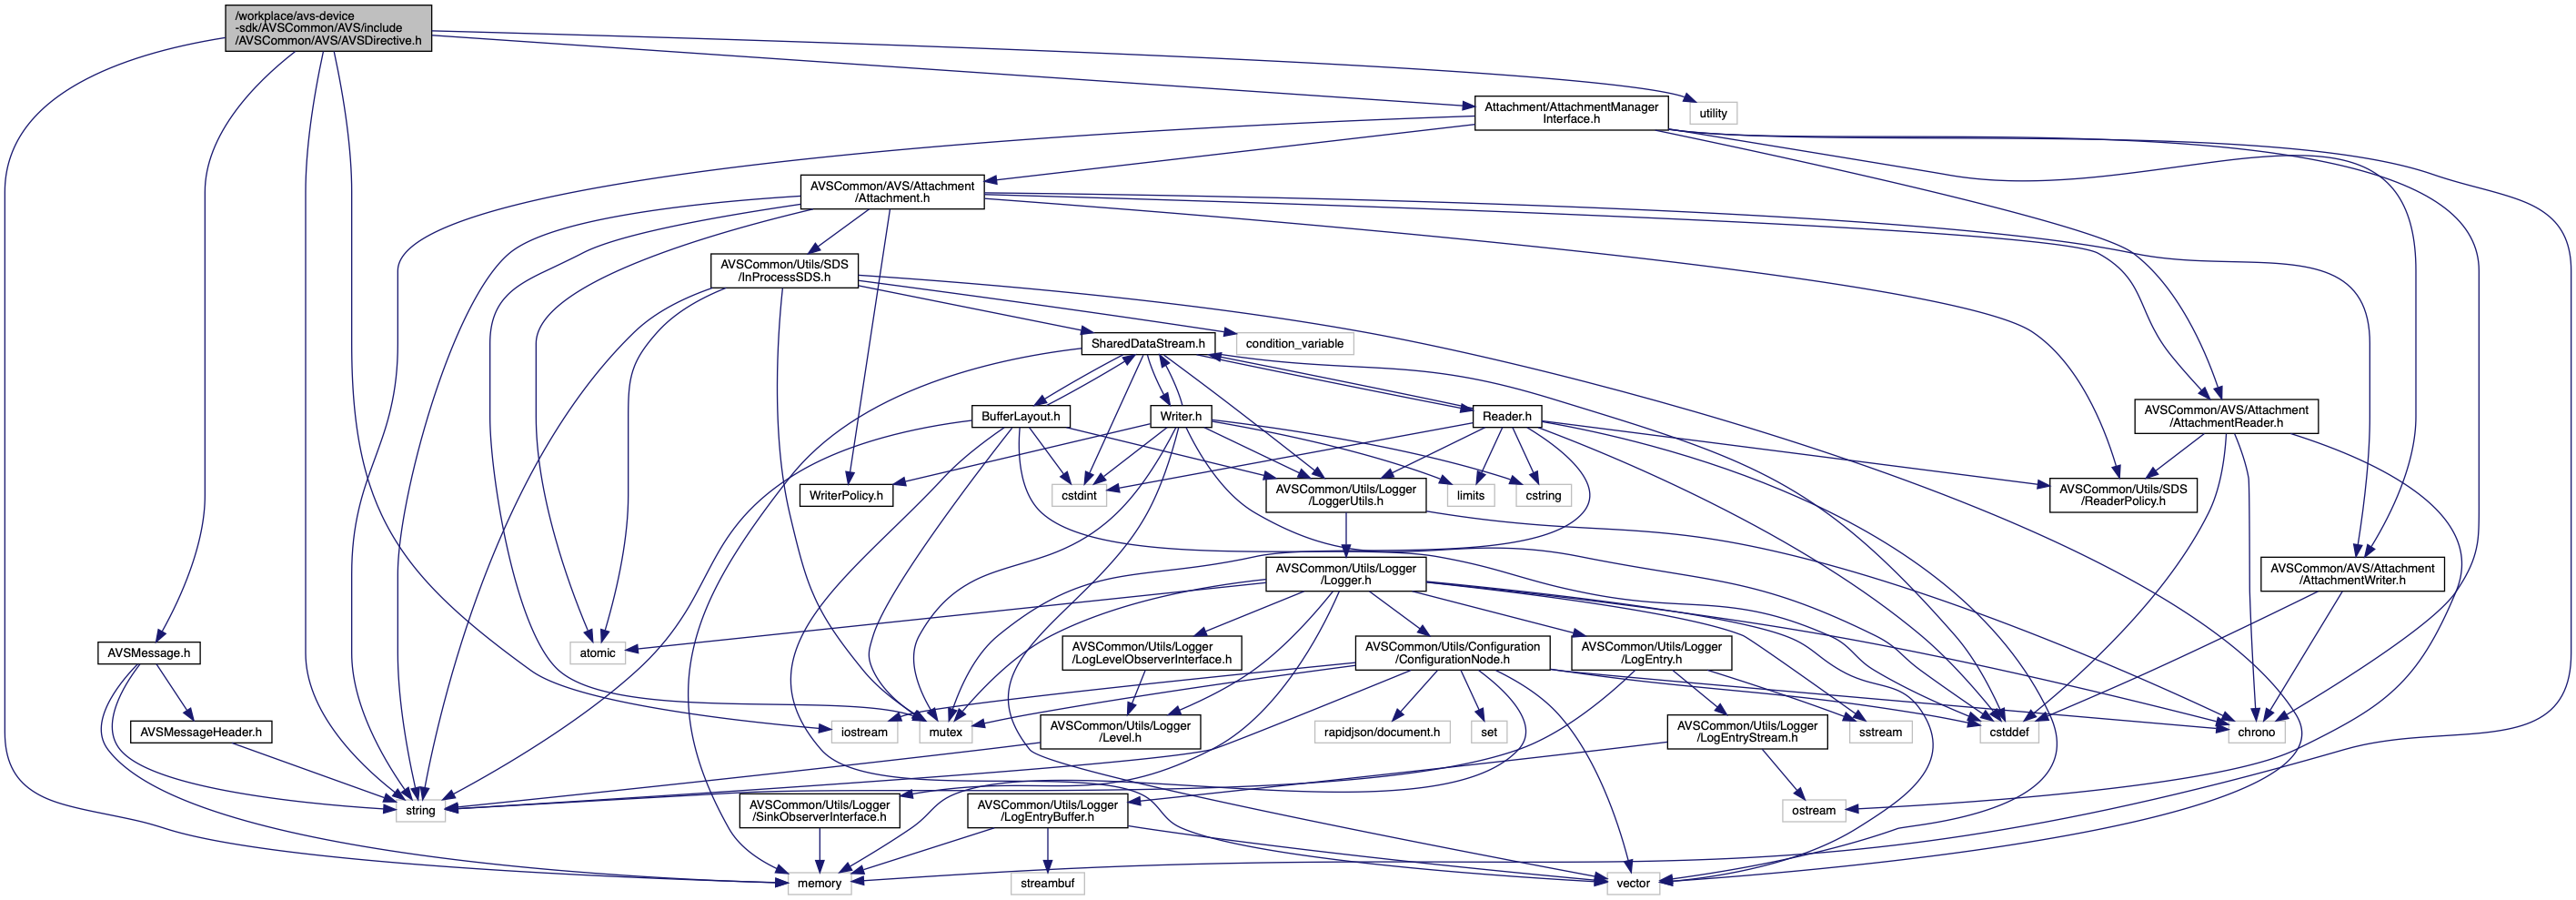 /workplace/avs-device
-sdk/AVSCommon/AVS/include
/AVSCommon/AVS/AVSDirective.h
Attachment/AttachmentManager
Interface.h
utility
AVSCommon/AVS/Attachment
/Attachment.h
AVSCommon/Utils/SDS
/InProcessSDS.h
SharedDataStream.h
condition_variable
BufferLayout.h
Writer.h
Reader.h
AVSCommon/AVS/Attachment
/AttachmentReader.h
WriterPolicy.h
cstdint
AVSCommon/Utils/Logger
/LoggerUtils.h
limits
cstring
AVSCommon/Utils/SDS
/ReaderPolicy.h
AVSCommon/Utils/Logger
/Logger.h
AVSCommon/AVS/Attachment
/AttachmentWriter.h
AVSMessage.h
atomic
AVSCommon/Utils/Logger
/LogLevelObserverInterface.h
AVSCommon/Utils/Configuration
/ConfigurationNode.h
AVSCommon/Utils/Logger
/LogEntry.h
AVSMessageHeader.h
iostream
mutex
AVSCommon/Utils/Logger
/Level.h
rapidjson/document.h
set
AVSCommon/Utils/Logger
/LogEntryStream.h
sstream
cstddef
chrono
string
AVSCommon/Utils/Logger
/SinkObserverInterface.h
AVSCommon/Utils/Logger
/LogEntryBuffer.h
ostream
memory
streambuf
vector